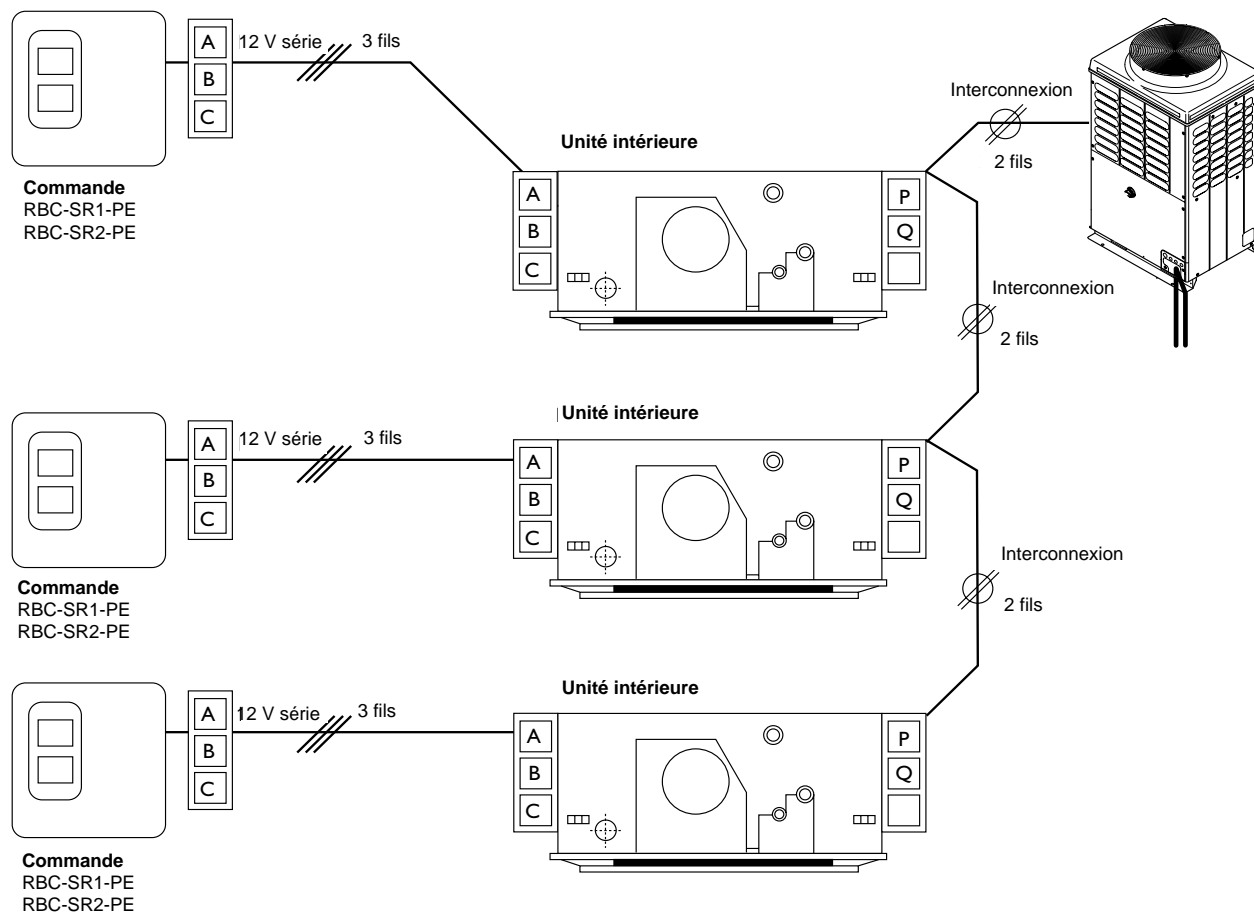 A
B
C
12 V série
3 fils
Commande
RBC-SR1-PE
RBC-SR2-PE
Unité intérieure
A
B
C
P
Q
Interconnexion
2 fils
Interconnexion
2 fils
A
B
C
12 V série
3 fils
Commande
RBC-SR1-PE
RBC-SR2-PE
Unité intérieure
A
B
C
P
Q
Interconnexion
2 fils
A
B
C
12 V série
3 fils
Commande
RBC-SR1-PE
RBC-SR2-PE
Unité intérieure
A
B
C
P
Q